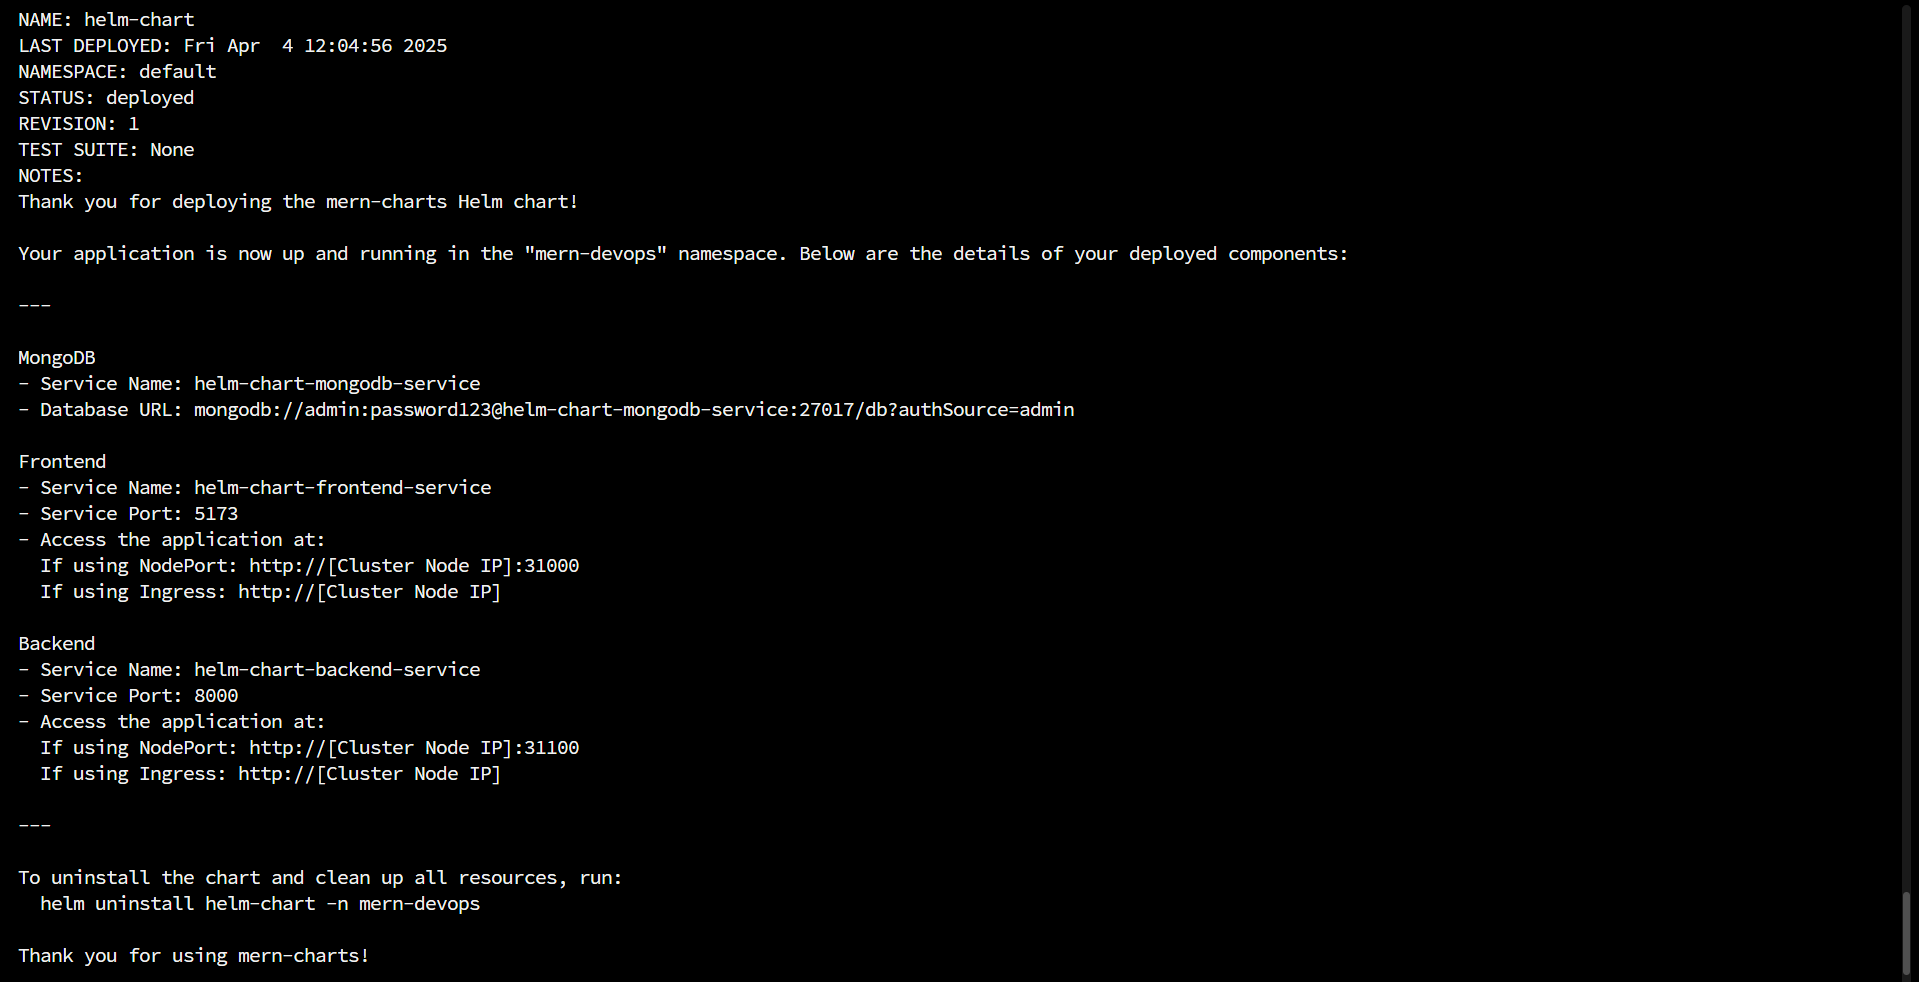 NAME: helm-chart
LAST DEPLOYED: Fri Apr  4 12:04:56 2025
NAMESPACE: default
STATUS: deployed
REVISION: 1
TEST SUITE: None
NOTES:
Thank you for deploying the mern-charts Helm chart!

Your application is now up and running in the "mern-devops" namespace. Below are the details of your deployed components:

---

MongoDB
- Service Name: helm-chart-mongodb-service
- Database URL: mongodb://admin:password123@helm-chart-mongodb-service:27017/db?authSource=admin

Frontend
- Service Name: helm-chart-frontend-service
- Service Port: 5173
- Access the application at:
  If using NodePort: http://[Cluster Node IP]:31000
  If using Ingress: http://[Cluster Node IP]

Backend
- Service Name: helm-chart-backend-service
- Service Port: 8000
- Access the application at:
  If using NodePort: http://[Cluster Node IP]:31100
  If using Ingress: http://[Cluster Node IP]

---

To uninstall the chart and clean up all resources, run:
  helm uninstall helm-chart -n mern-devops

Thank you for using mern-charts!